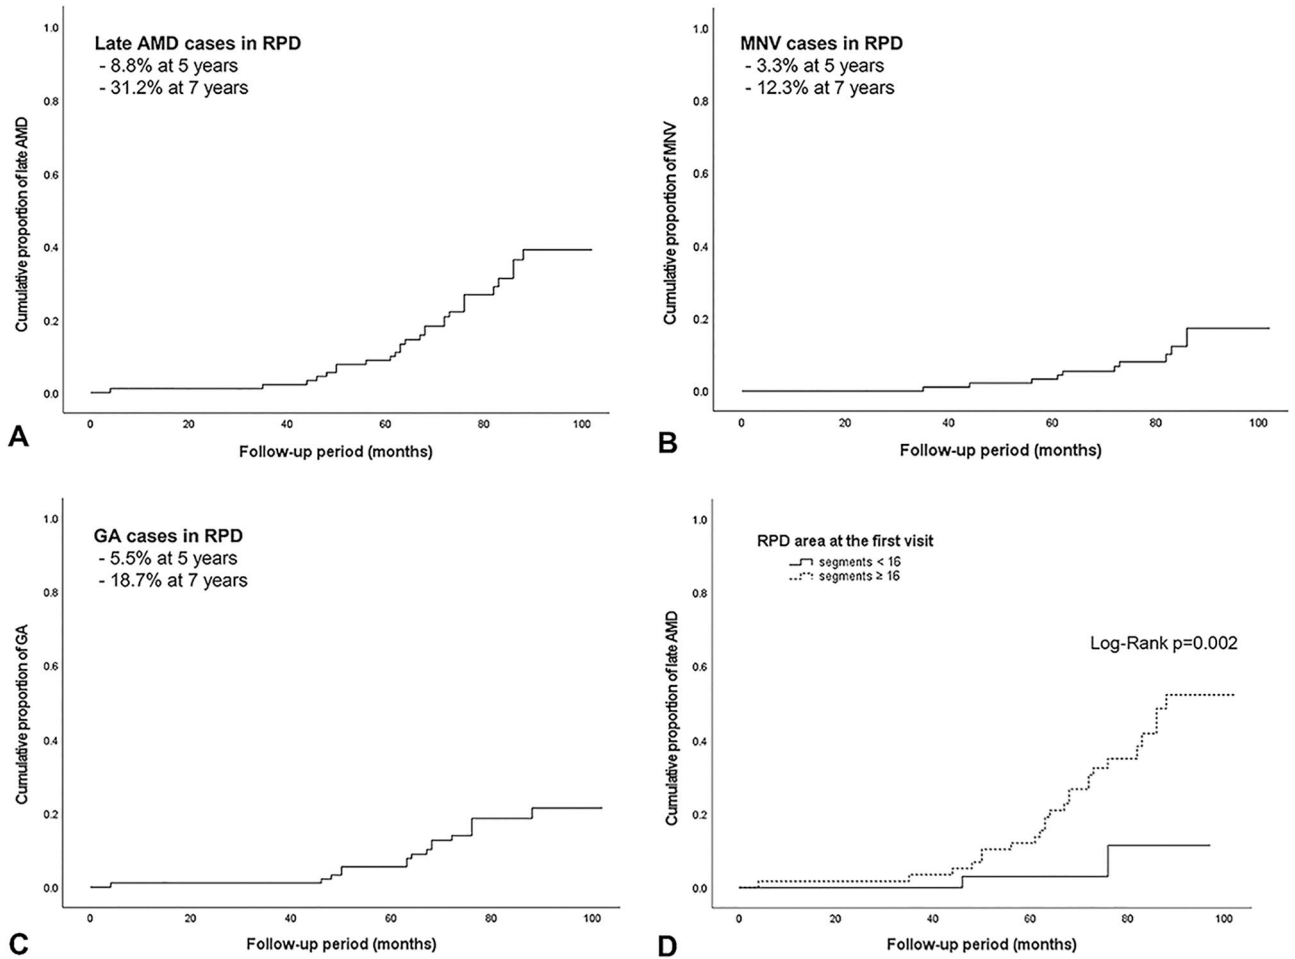 Late AMD cases in RPD
- 8.8% at 5 years
- 31.2% at 7 years
Cumulative proportion of late AMD
1.0
0.8
0.6
0.4
0.2
0.0
0 20 40 60 80 100
Follow-up period (months)
A
MNV cases in RPD
- 3.3% at 5 years
- 12.3% at 7 years
Cumulative proportion of MNV
1.0
0.8
0.6
0.4
0.2
0.0
0 20 40 60 80 100
Follow-up period (months)
B
GA cases in RPD
- 5.5% at 5 years
- 18.7% at 7 years
Cumulative proportion of GA
1.0
0.8
0.6
0.4
0.2
0.0
0 20 40 60 80 100
Follow-up period (months)
C
RPD area at the first visit
segments < 16
segments ≥ 16
Log-Rank p=0.002
Cumulative proportion of late AMD
1.0
0.8
0.6
0.4
0.2
0.0
0 20 40 60 80 100
Follow-up period (months)
D